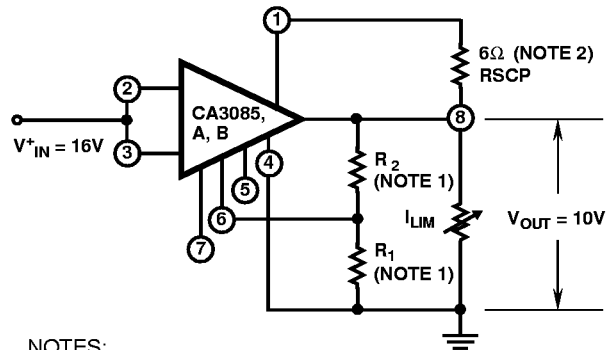 1
6Ω (NOTE 2)
RSCP
2
CA3085,
A, B
8
V+IN = 16V
3
4
R2
(NOTE 1)
5
6
7
ILIM
VOUT = 10V
R1
(NOTE 1)
NOTES: